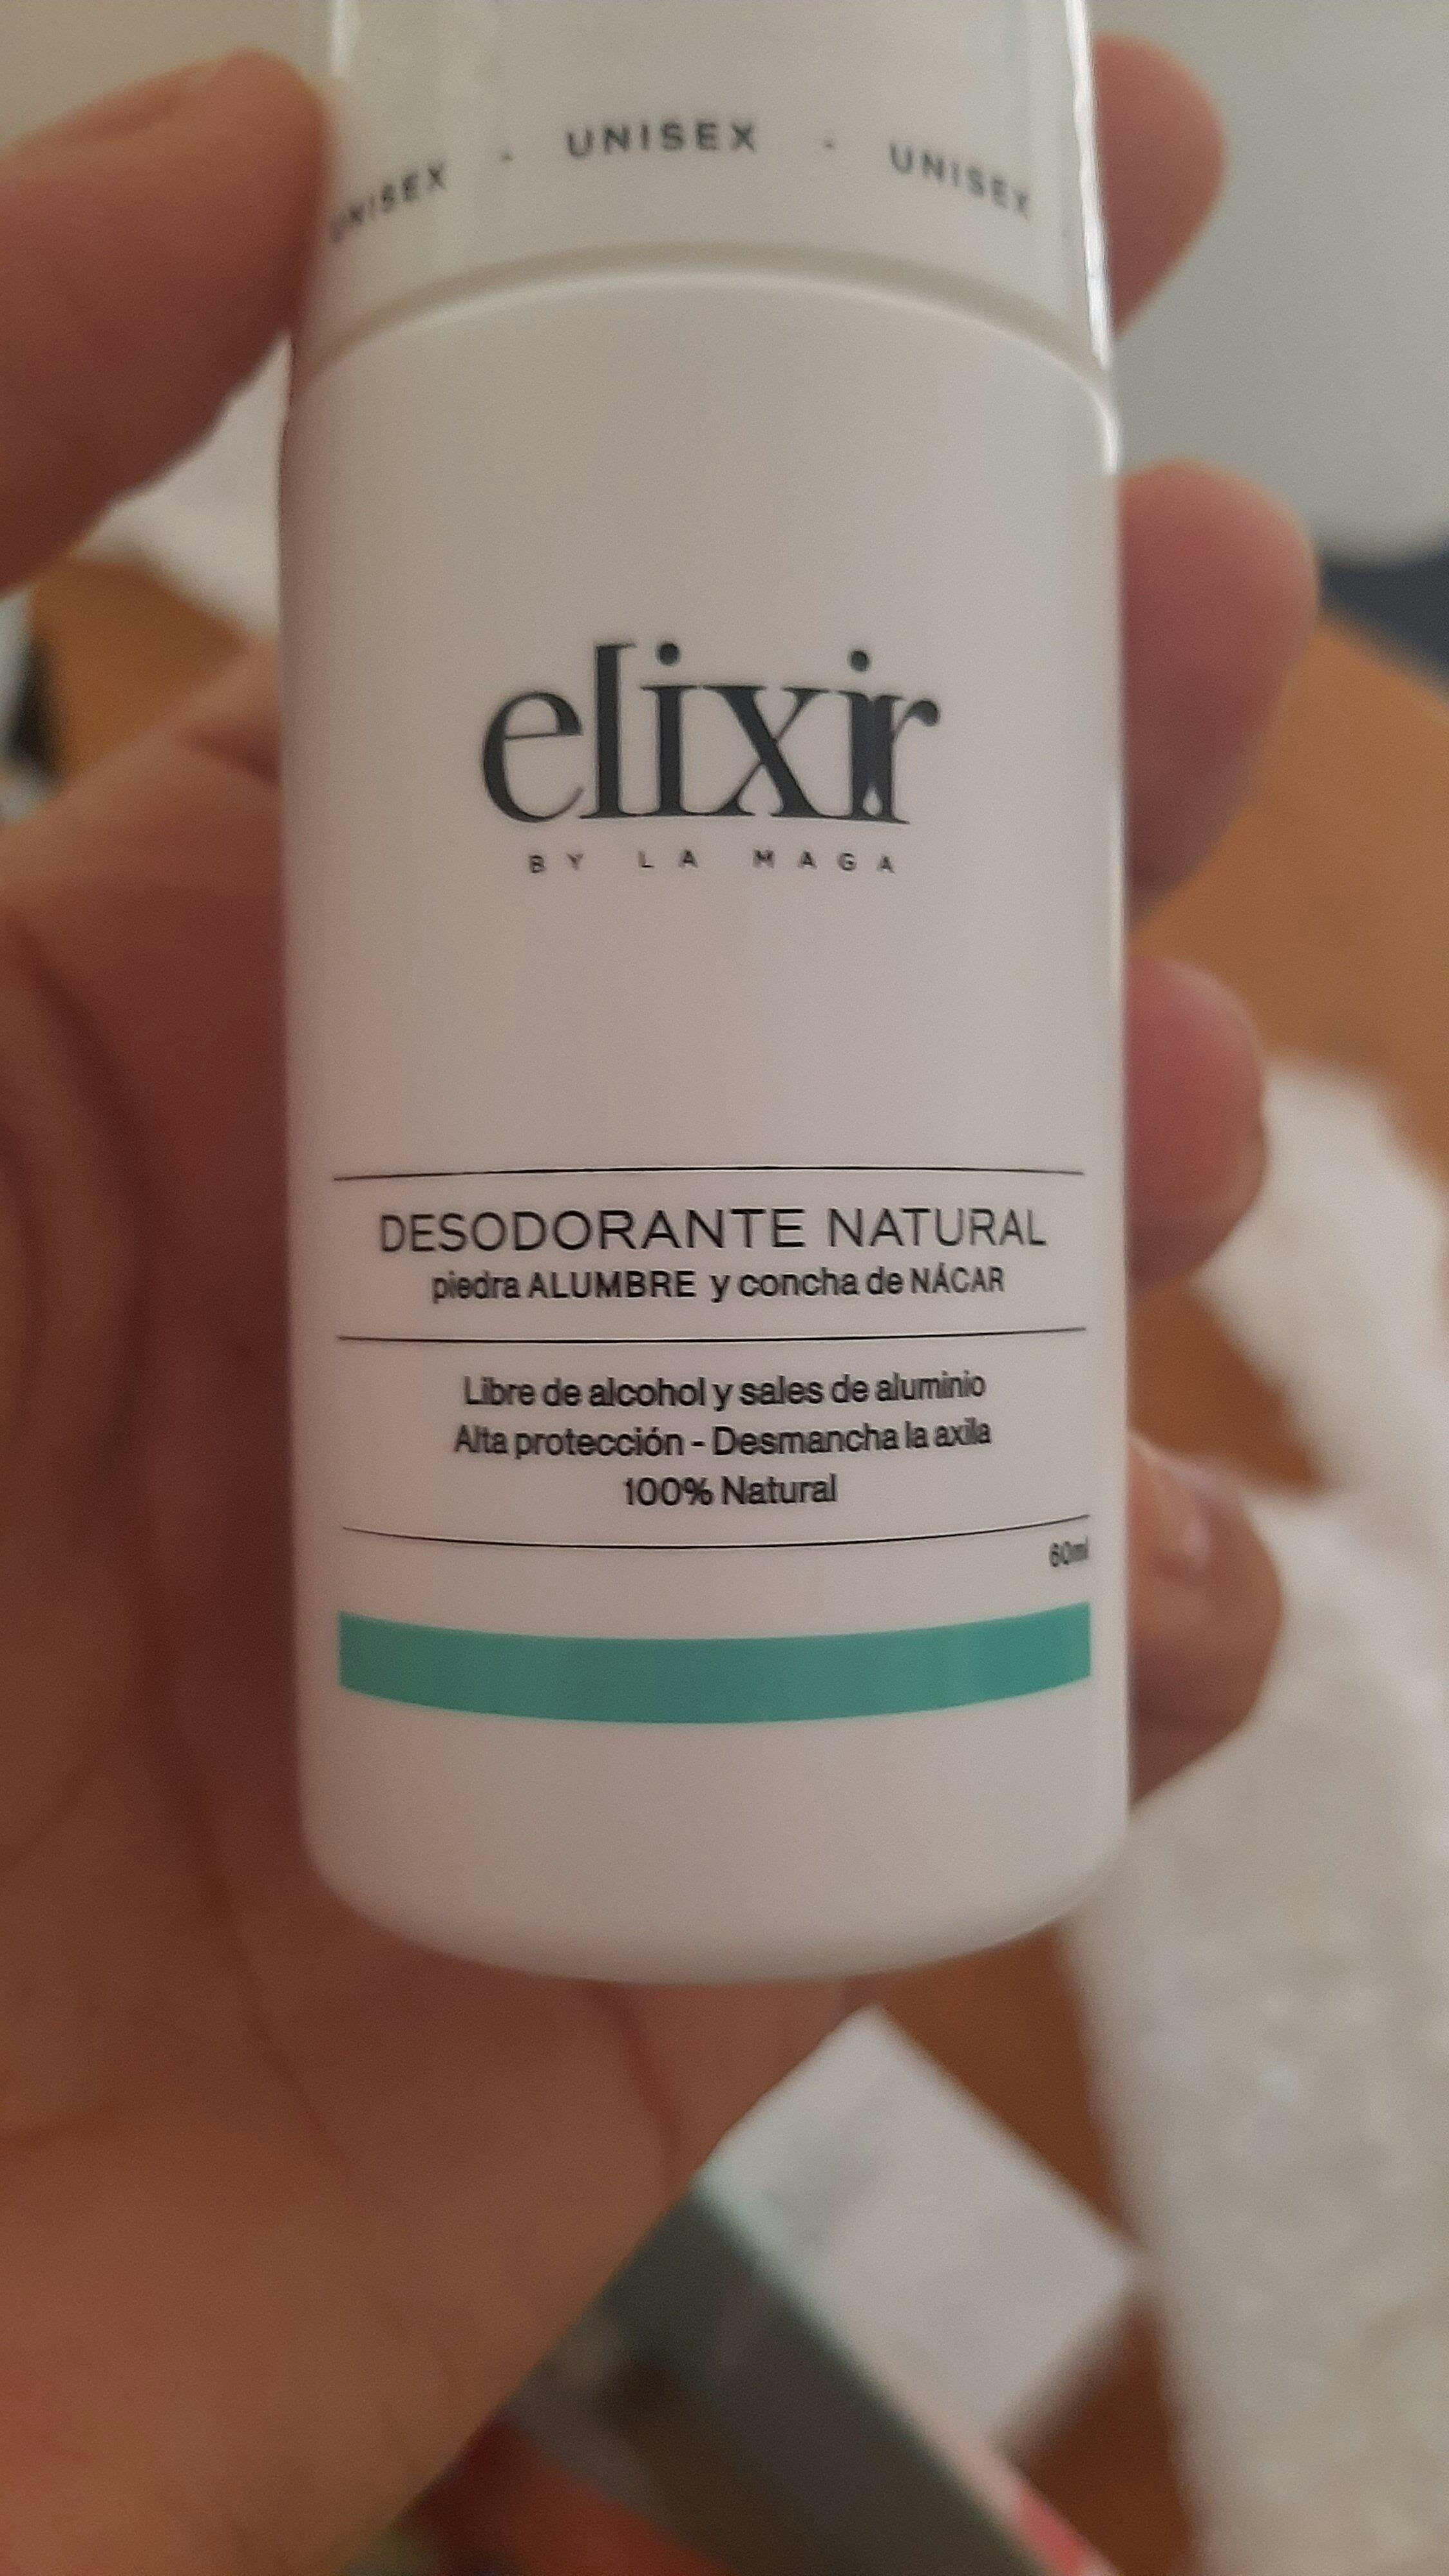 UNISEX - UNISEX - UNISEX
elixir
BY LA MAGA
DESODORANTE NATURAL
piedra ALUMBRE y concha de NÁCAR
Libre de alcohol y sales de aluminio
Alta protección - Desmancha la axila
100% Natural
60ml